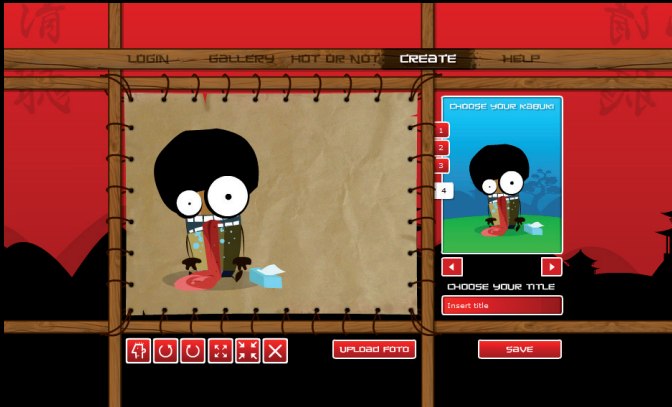 LOGIN GALLERY HOT OR NOT CREATE HELP
CHOOSE YOUR KABUKI
1
2
3
4
CHOOSE YOUR TITLE
Insert title
UPLOAD FOTO
SAVE